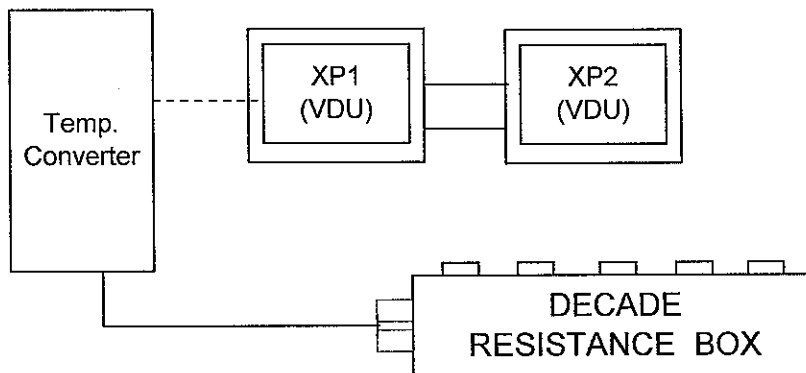 Temp.
Converter
XP1
(VDU)
XP2
(VDU)
DECADE
RESISTANCE BOX